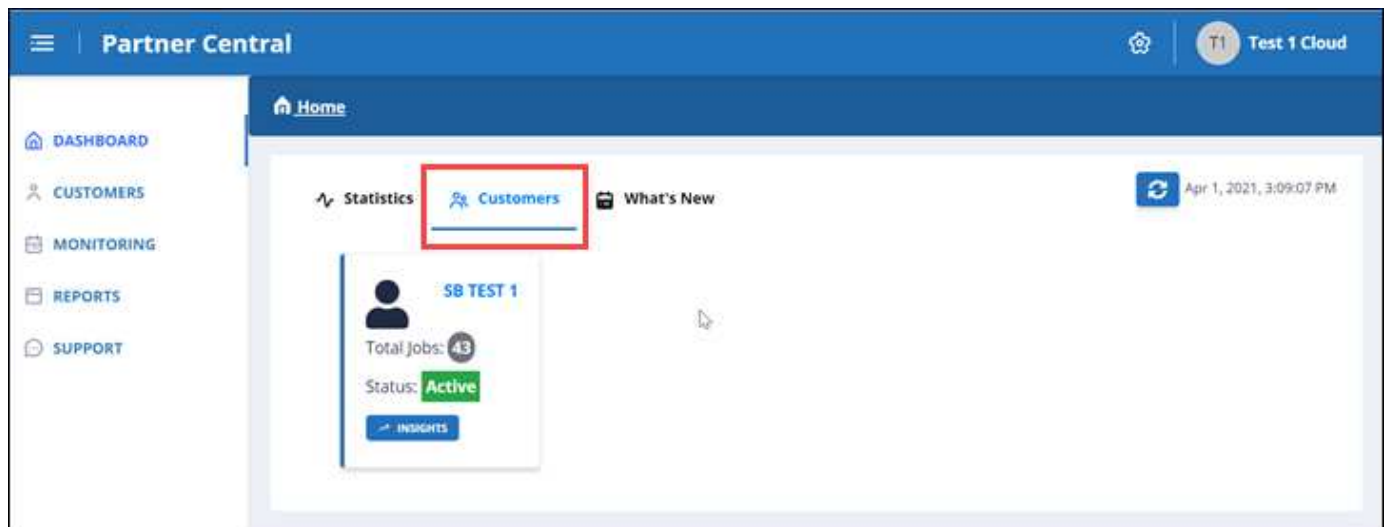 Partner Central
T1 Test 1 Cloud
Home
DASHBOARD
CUSTOMERS
MONITORING
REPORTS
SUPPORT
Statistics Customers What's New
Apr 1, 2021, 3:09:07 PM
SB TEST 1
Total Jobs: 43
Status: Active
INSIGHTS